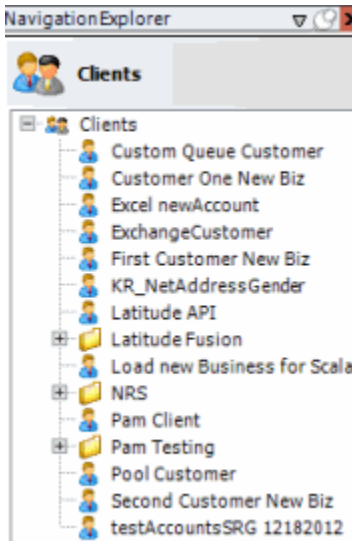 NavigationExplorer
Clients
Clients
Custom Queue Customer
Customer One New Biz
Excel newAccount
ExchangeCustomer
First Customer New Biz
KR_NetAddressGender
Latitude API
Latitude Fusion
Load new Business for Scala
NRS
Pam Client
Pam Testing
Pool Customer
Second Customer New Biz
testAccountsSRG 12182012